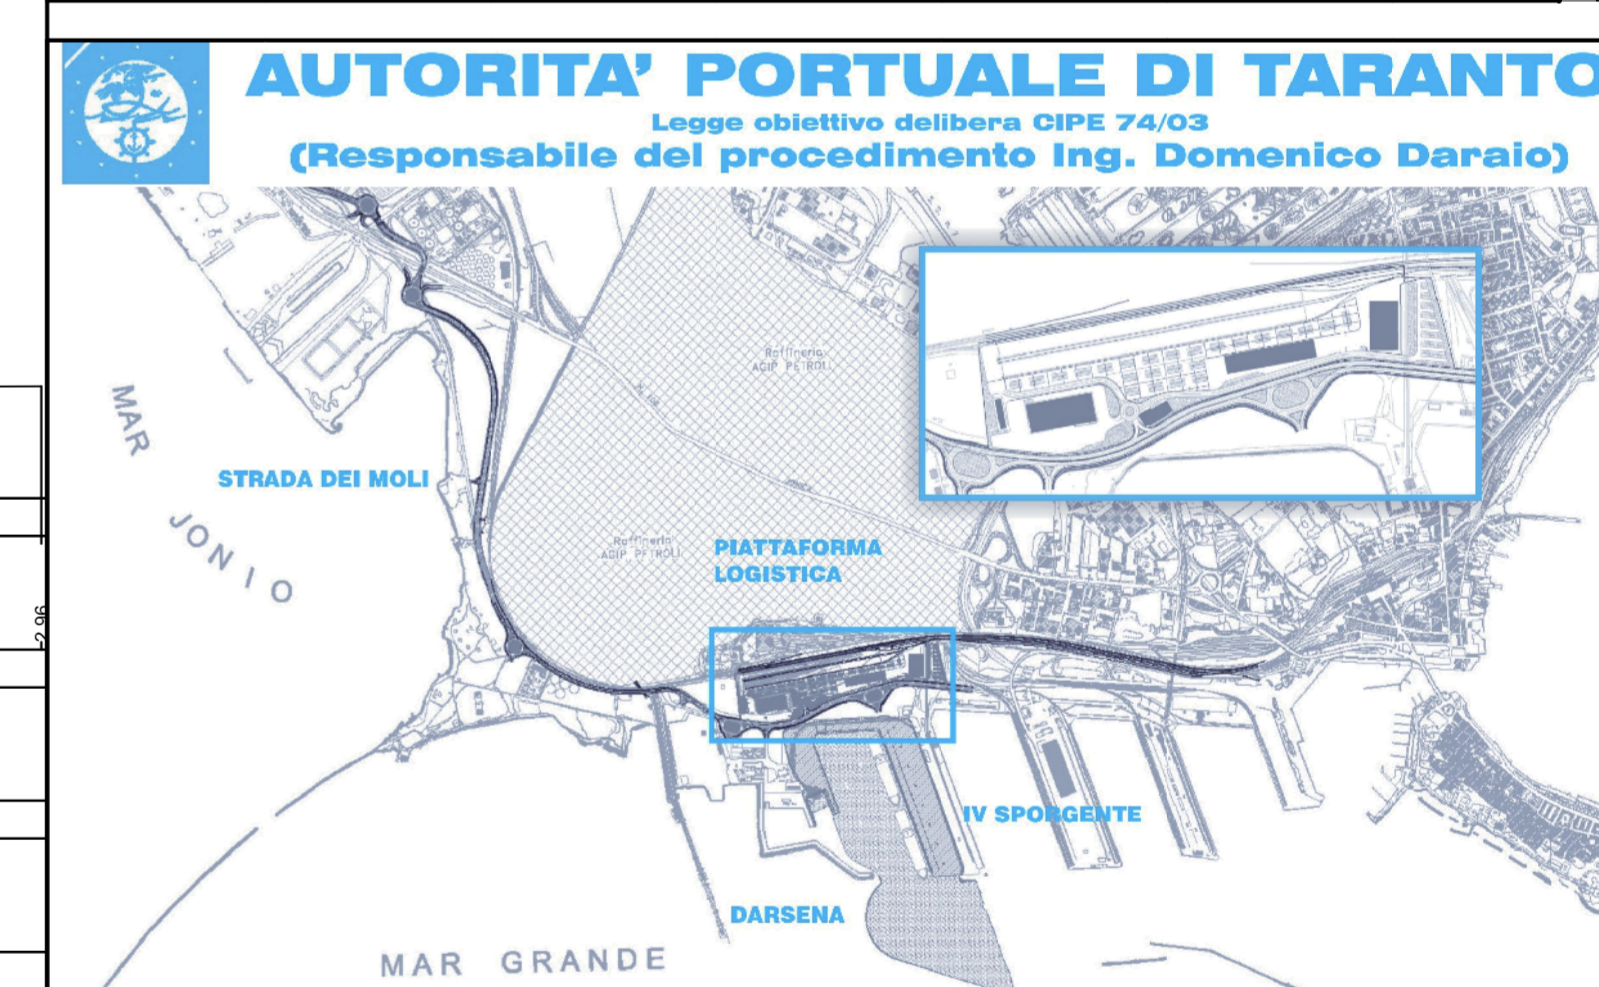 AUTORITA' PORTUALE DI TARANTO
Legge obiettivo delibera CIPE 74/03
(Responsabile del procedimento Ing. Domenico Daraio)
Raffineria
AGIP PETROLI
MAR
JONIO
STRADA DEI MOLI
Raffineria
AGIP PETROLI
PIATTAFORMA
LOGISTICA
2.96
IV SPORGENTE
DARSENA
MAR GRANDE